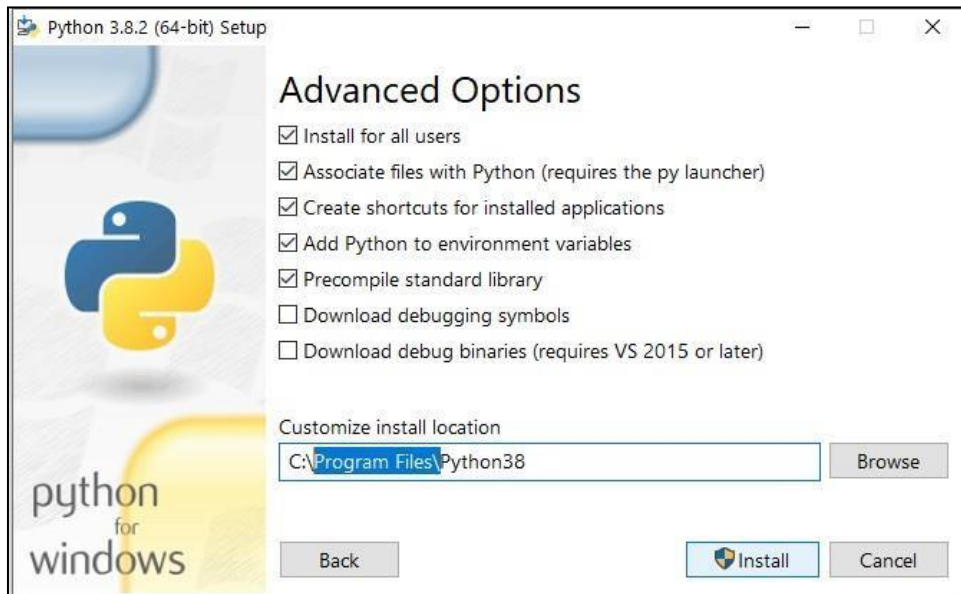 Python 3.8.2 (64-bit) Setup
Advanced Options
Install for all users
Associate files with Python (requires the py launcher)
Create shortcuts for installed applications
Add Python to environment variables
Precompile standard library
Download debugging symbols
Download debug binaries (requires VS 2015 or later)
Customize install location
C:\Program Files\Python38
Browse
python
for
windows
Back
Install
Cancel